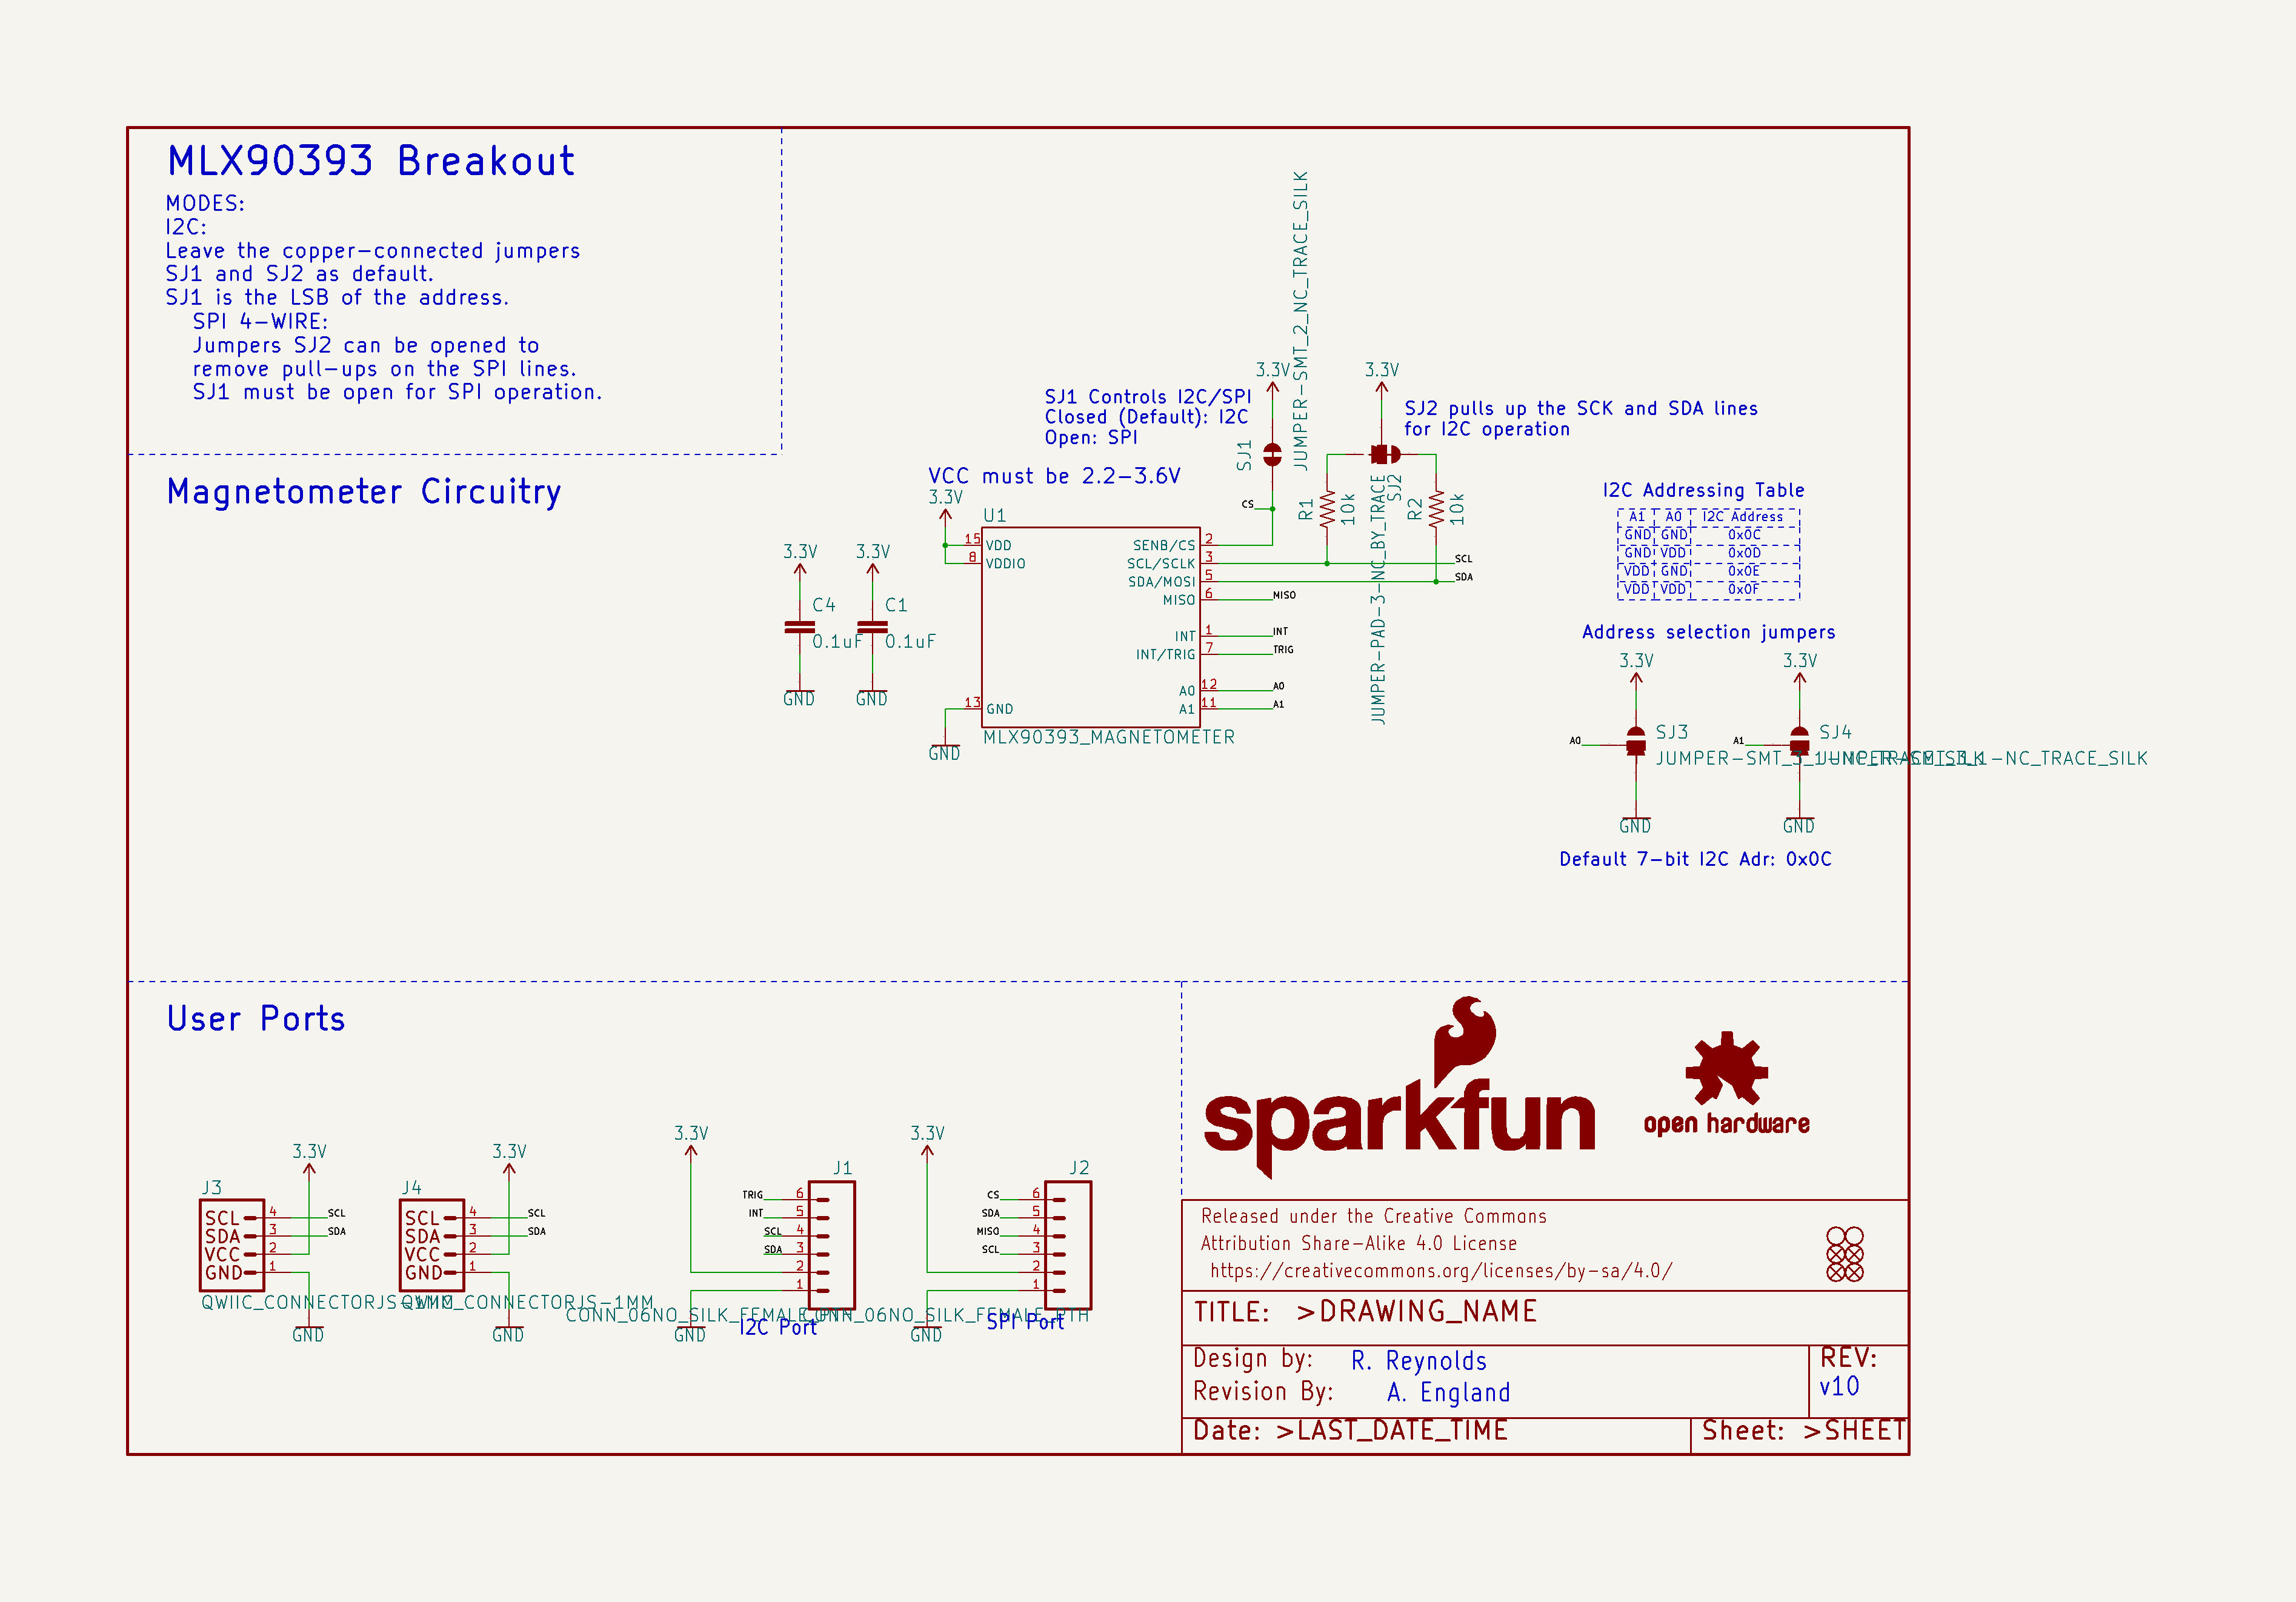 MLX90393 Breakout
MODES:
I2C:
Leave the copper-connected jumpers
SJ1 and SJ2 as default.
SJ1 is the LSB of the address.
SPI 4-WIRE:
Jumpers SJ2 can be opened to
remove pull-ups on the SPI lines.
SJ1 must be open for SPI operation.
Magnetometer Circuitry
3.3V
C4
0.1uF
GND
3.3V
C1
0.1uF
GND
VCC must be 2.2-3.6V
3.3V
U1
15 VDD
8 VDDIO
13 GND
GND
SENB/CS 2
SCL/SCLK 3
SDA/MOSI 5
MISO 6
INT 1
INT/TRIG 7
A0 12
A1 11
MLX90393_MAGNETOMETER
SCL
SDA
MISO
INT
TRIG
A0
A1
SJ1 Controls I2C/SPI
Closed (Default): I2C
Open: SPI
3.3V
SJ1
JUMPER-SMT_2_NC_TRACE_SILK
CS
3.3V
SJ2
JUMPER-PAD-3-NC_BY_TRACE
R1
10k
R2
10k
SJ2 pulls up the SCK and SDA lines
for I2C operation
I2C Addressing Table
A1 A0 I2C Address
GND GND 0x0C
GND VDD 0x0D
VDD GND 0x0E
VDD VDD 0x0F
Address selection jumpers
3.3V
A0
SJ3
JUMPER-SMT_3_1-NC_TRACE_SILK
GND
3.3V
A1
SJ4
JUMPER-SMT_3_1-NC_TRACE_SILK
GND
Default 7-bit I2C Adr: 0x0C
User Ports
3.3V
J3
SCL 4 SCL
SDA 3 SDA
VCC 2
GND 1
QWIIC_CONNECTORJS-1MM
GND
3.3V
J4
SCL 4 SCL
SDA 3 SDA
VCC 2
GND 1
QWIIC_CONNECTORJS-1MM
GND
3.3V
J1
TRIG 6
INT 5
SCL 4
SDA 3
2
1
CONN_06NO_SILK_FEMALE_PTH
GND
I2C Port
3.3V
J2
CS 6
SDA 5
MISO 4
SCL 3
2
1
CONN_06NO_SILK_FEMALE_PTH
GND
SPI Port
sparkfun
open hardware
Released under the Creative Commons
Attribution Share-Alike 4.0 License
https://creativecommons.org/licenses/by-sa/4.0/
TITLE: >DRAWING_NAME
Design by: R. Reynolds
Revision By: A. England
REV:
v10
Date: >LAST_DATE_TIME
Sheet: >SHEET